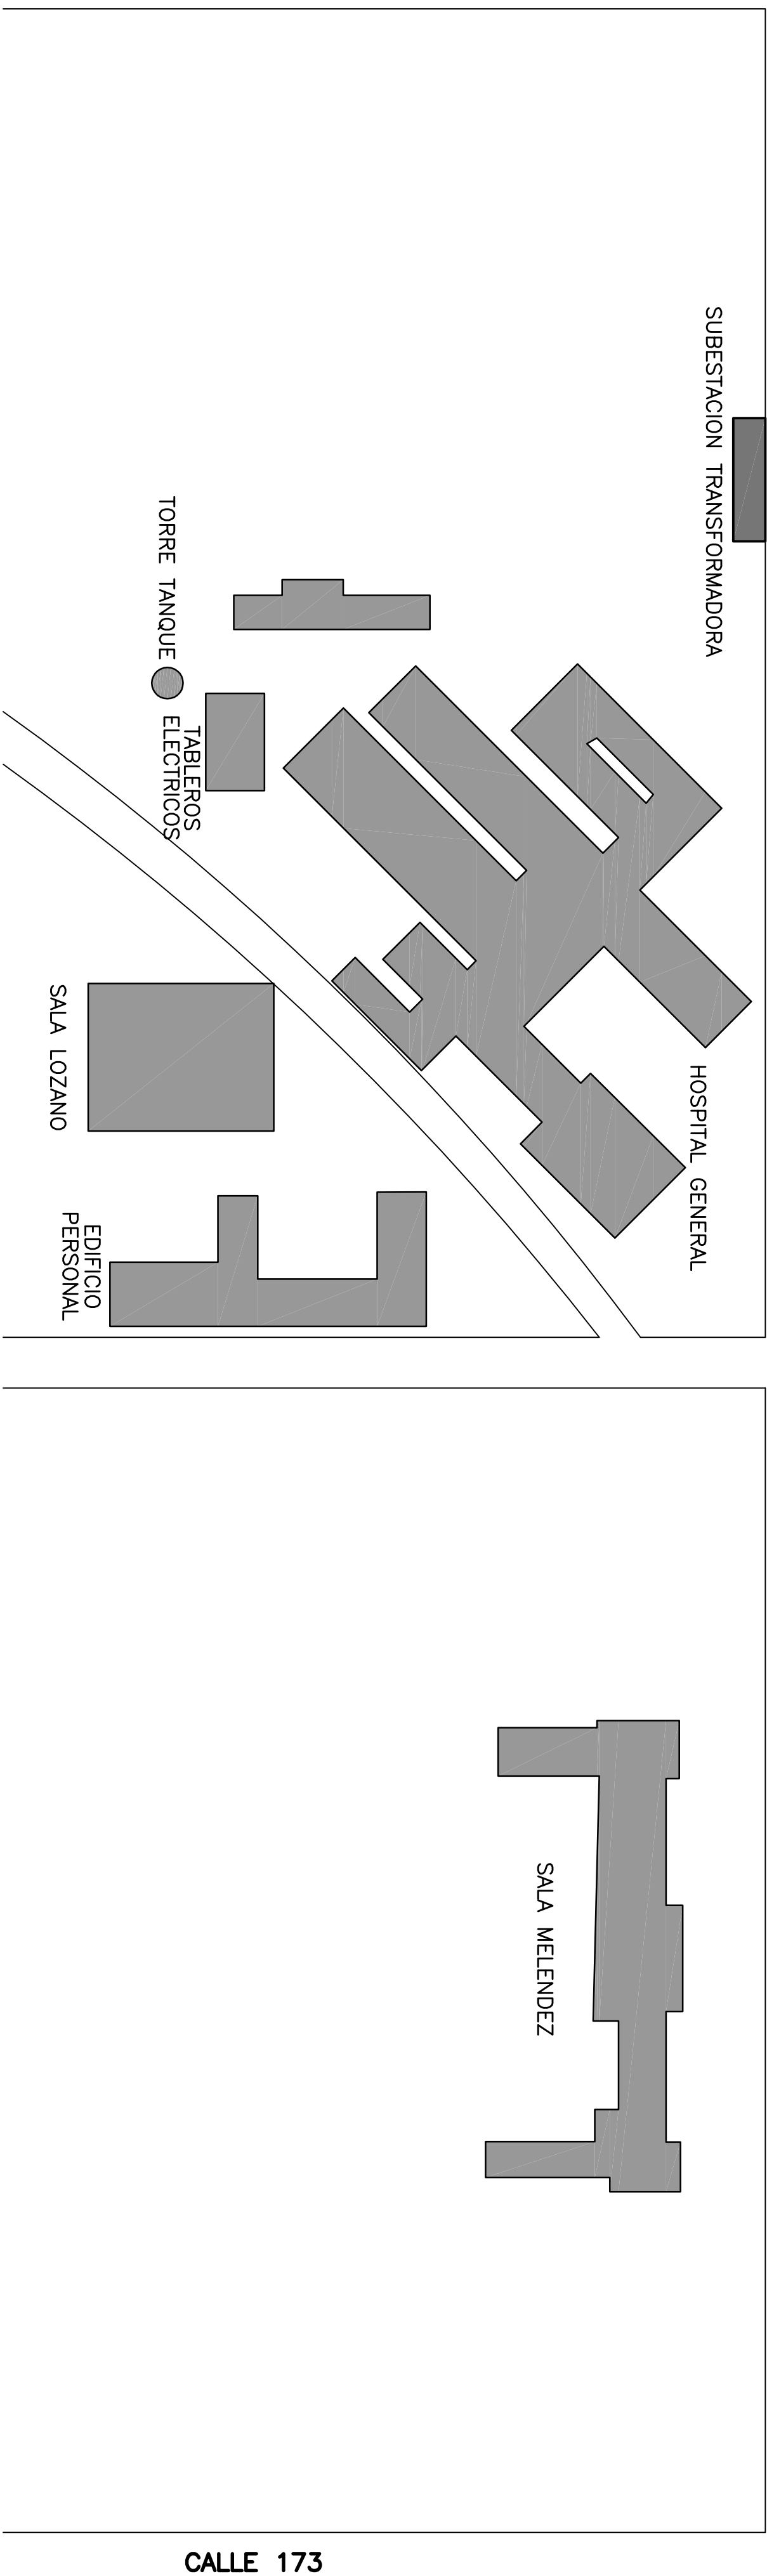 SUBESTACION TRANSFORMADORA
TORRE TANQUE
TABLEROS
ELECTRICOS
SALA LOZANO
HOSPITAL GENERAL
EDIFICIO
PERSONAL
SALA MELENDEZ
CALLE 173